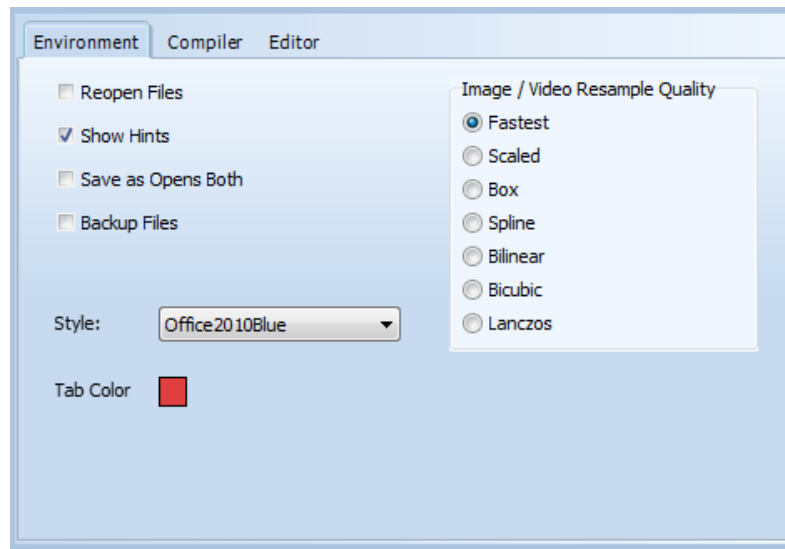 Environment Compiler Editor
Reopen Files
Show Hints
Save as Opens Both
Backup Files
Style: Office2010Blue
Tab Color
Image / Video Resample Quality
Fastest
Scaled
Box
Spline
Bilinear
Bicubic
Lanczos